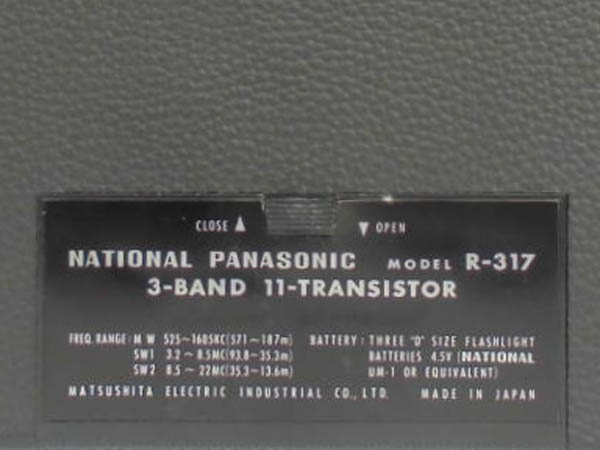 CLOSE ▲ ▼ OPEN
NATIONAL PANASONIC MODEL R-317
3-BAND 11-TRANSISTOR
FREQ. RANGE: M W 525~1605KC(571~187m) BATTERY: THREE "D" SIZE FLASHLIGHT
SW1 3.2~8.5MC(93.8~35.3m) BATTERIES 4.5V (NATIONAL
SW2 8.5~22MC(35.3~13.6m) UM-1 OR EQUIVALENT)
MATSUSHITA ELECTRIC INDUSTRIAL CO., LTD. MADE IN JAPAN